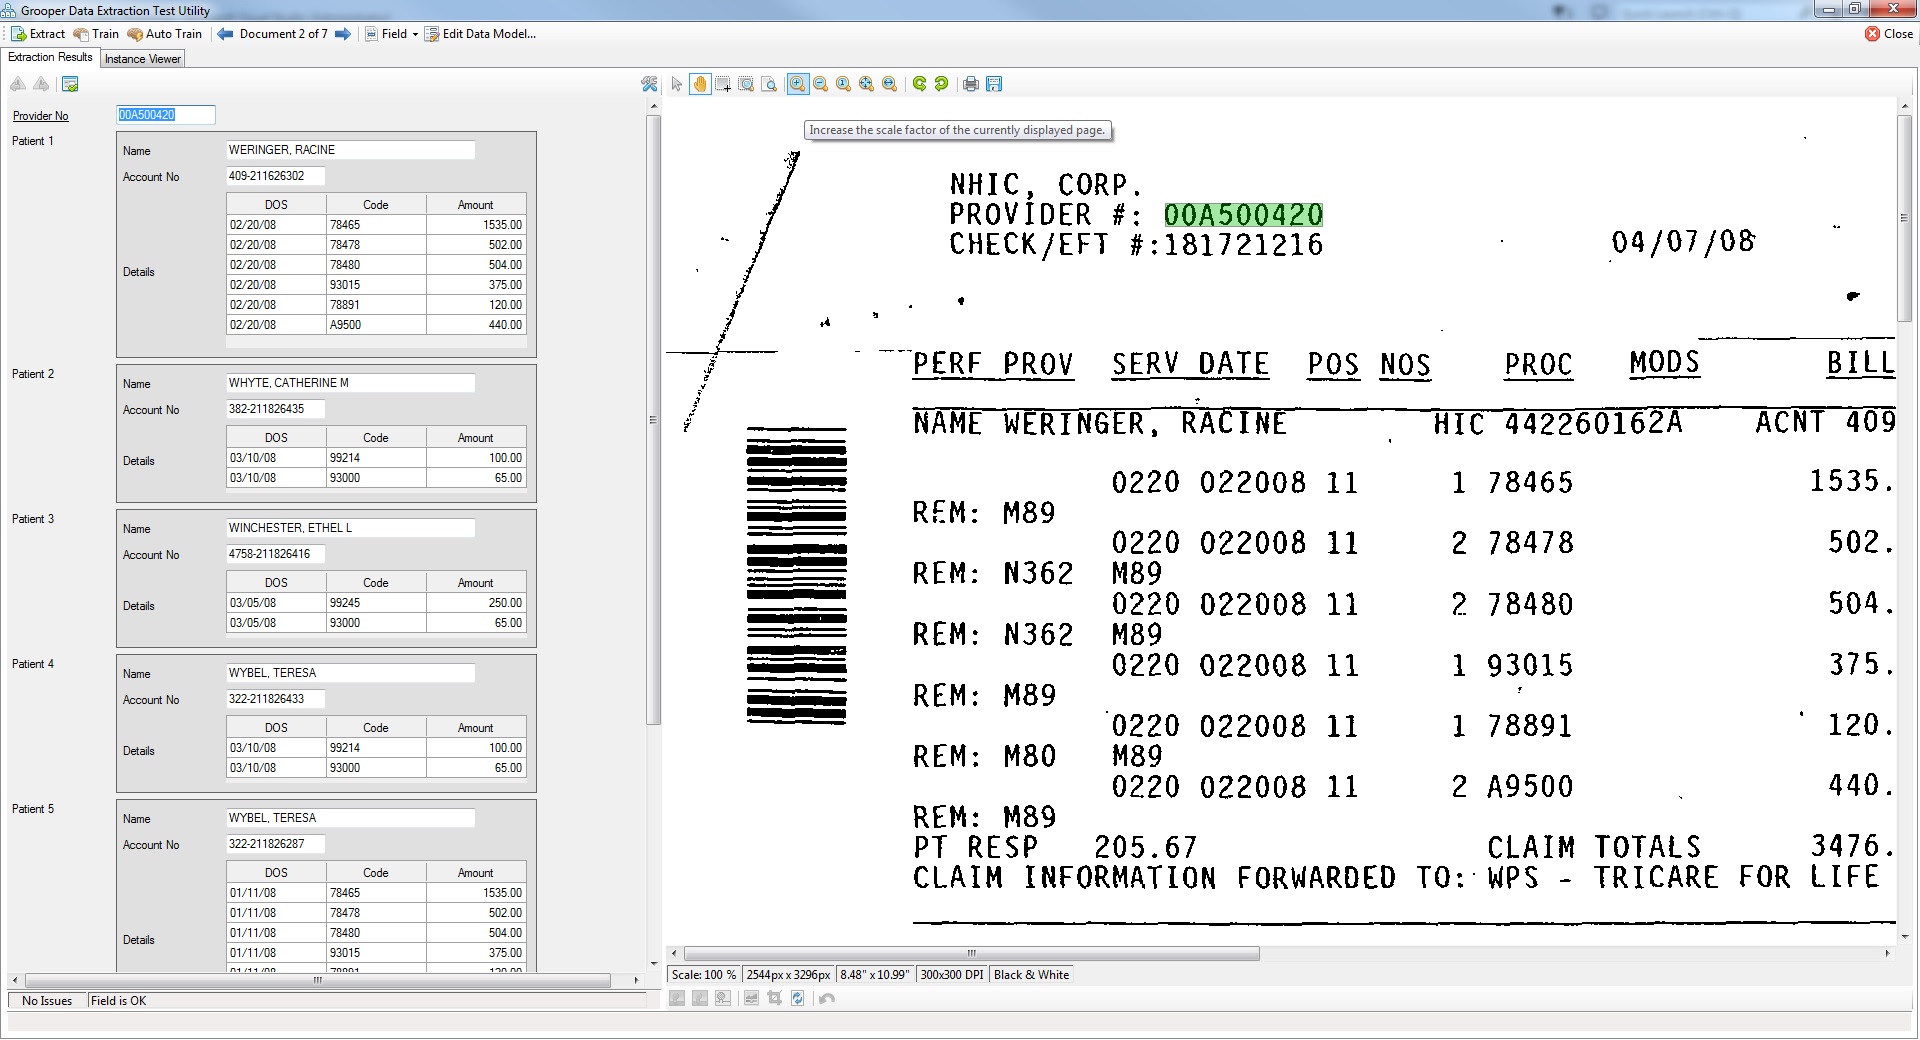 Grooper Data Extraction Test Utility
Extract Train Auto Train Document 2 of 7 Field Edit Data Model... Close
Extraction Results Instance Viewer
Provider No 00A500420
Patient 1
Name WERINGER, RACINE
Account No 409-211626302
DOS Code Amount
02/20/08 78465 1535.00
02/20/08 78478 502.00
02/20/08 78480 504.00
Details
02/20/08 93015 375.00
02/20/08 78891 120.00
02/20/08 A9500 440.00
Patient 2
Name WHYTE, CATHERINE M
Account No 382-211826435
DOS Code Amount
Details
03/10/08 99214 100.00
03/10/08 93000 65.00
Patient 3
Name WINCHESTER, ETHEL L
Account No 4758-211826416
DOS Code Amount
Details
03/05/08 99245 250.00
03/05/08 93000 65.00
Patient 4
Name WYBEL, TERESA
Account No 322-211826433
DOS Code Amount
Details
03/10/08 99214 100.00
03/10/08 93000 65.00
Patient 5
Name WYBEL, TERESA
Account No 322-211826287
DOS Code Amount
01/11/08 78465 1535.00
01/11/08 78478 502.00
01/11/08 78480 504.00
Details
01/11/08 93015 375.00
01/11/08 78891 120.00
No Issues Field is OK
Increase the scale factor of the currently displayed page.
NHIC, CORP.
PROVIDER #: 00A500420
CHECK/EFT #:181721216 04/07/08
PERF PROV SERV DATE POS NOS PROC MODS BILL
NAME WERINGER, RACINE HIC 442260162A ACNT 409
0220 022008 11 1 78465 1535.
REM: M89
0220 022008 11 2 78478 502.
REM: N362 M89
0220 022008 11 2 78480 504.
REM: N362 M89
0220 022008 11 1 93015 375.
REM: M89
0220 022008 11 1 78891 120.
REM: M80 M89
0220 022008 11 2 A9500 440.
REM: M89
PT RESP 205.67 CLAIM TOTALS 3476.
CLAIM INFORMATION FORWARDED TO: WPS - TRICARE FOR LIFE
Scale: 100 % 2544px x 3296px 8.48" x 10.99" 300x300 DPI Black & White